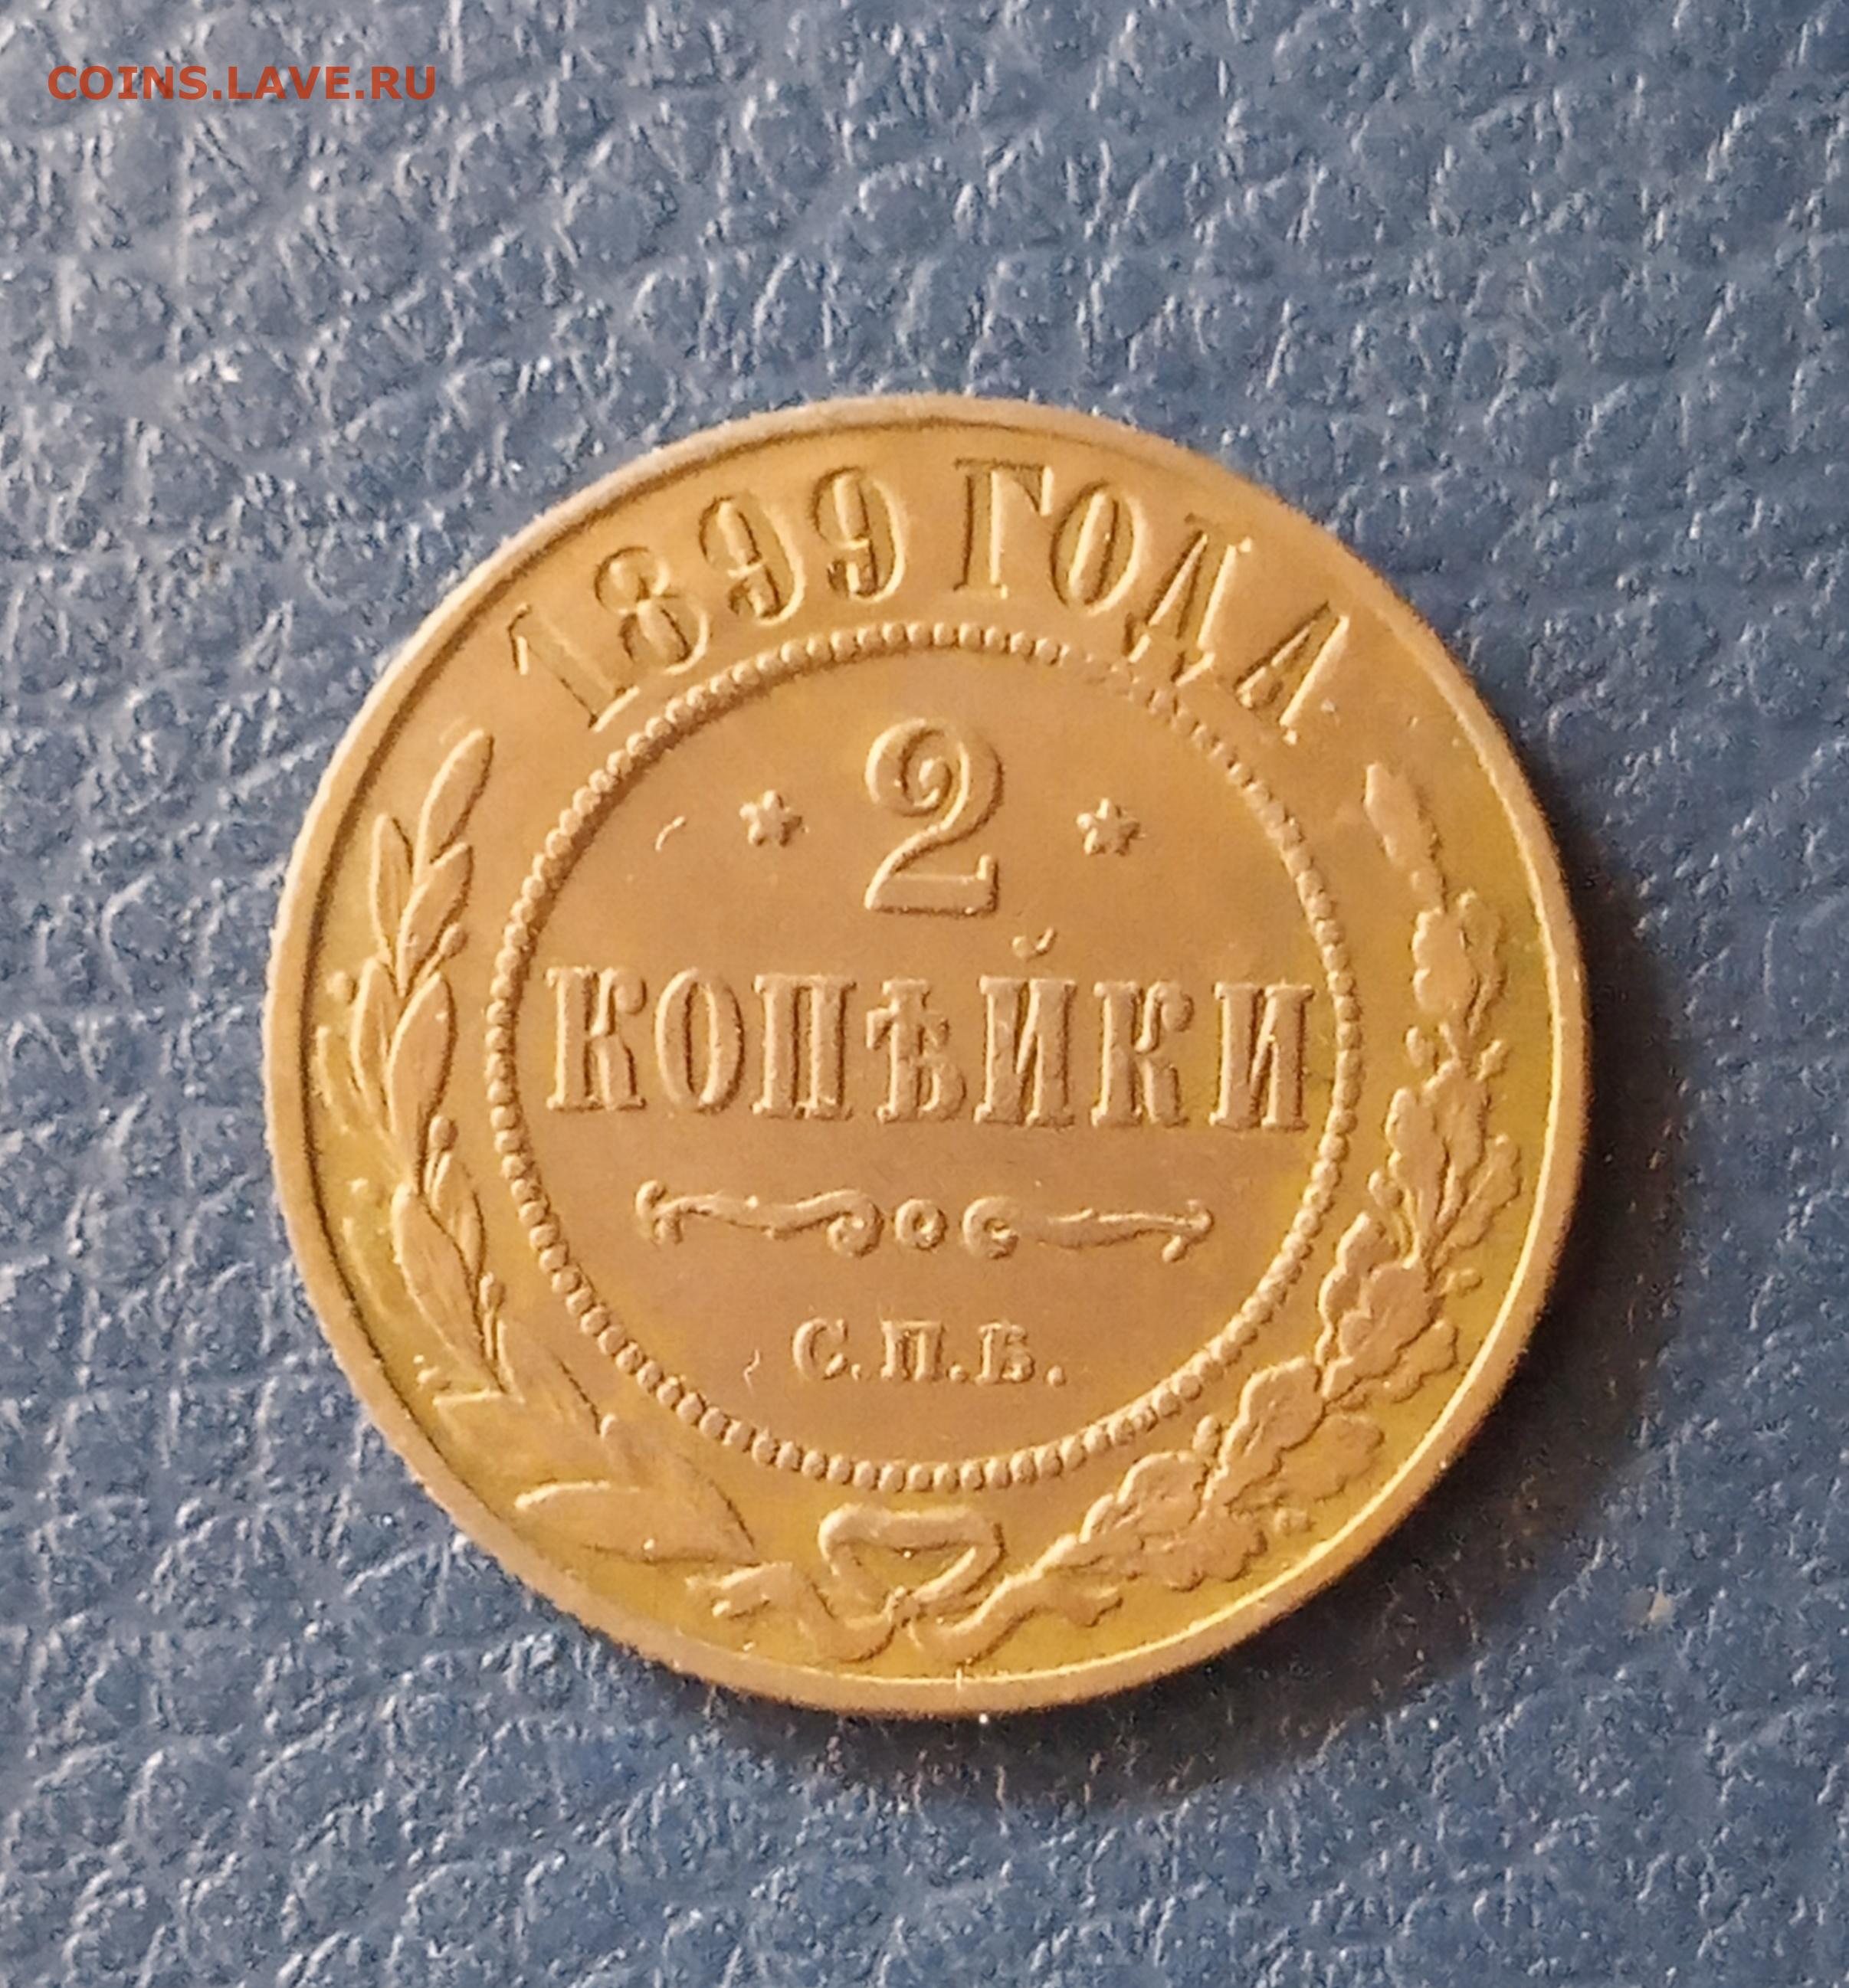 COINS.LAVE.RU
1899 ГОДА
* 2 *
КОПѢЙКИ
С.П.Б.